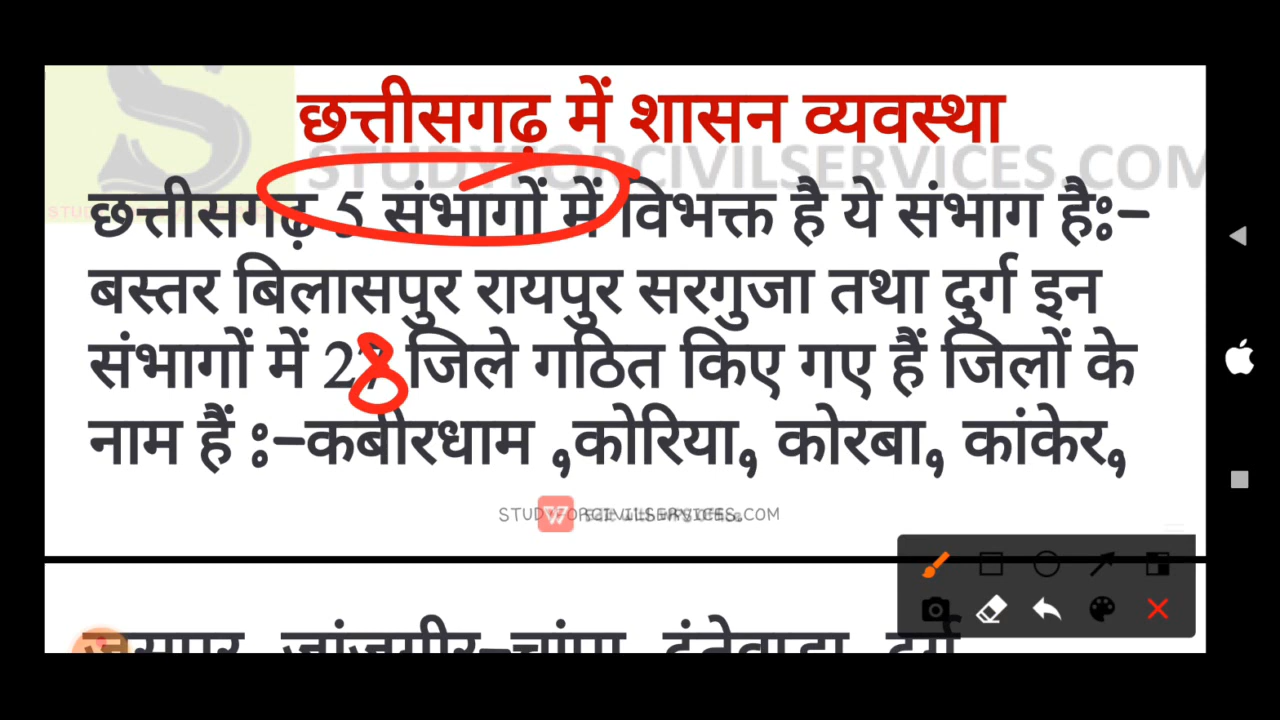 छत्तीसगढ़ में शासन व्यवस्था
STUDYFORCIVILSERVICES.COM
छत्तीसगढ़ 5 संभागों में विभक्त है ये संभाग है:-
बस्तर बिलासपुर रायपुर सरगुजा तथा दुर्ग इन
संभागों में 28 जिले गठित किए गए हैं जिलों के
नाम हैं :-कबीरधाम ,कोरिया, कोरबा, कांकेर,
STUDYFORCIVILSERVICES.COM